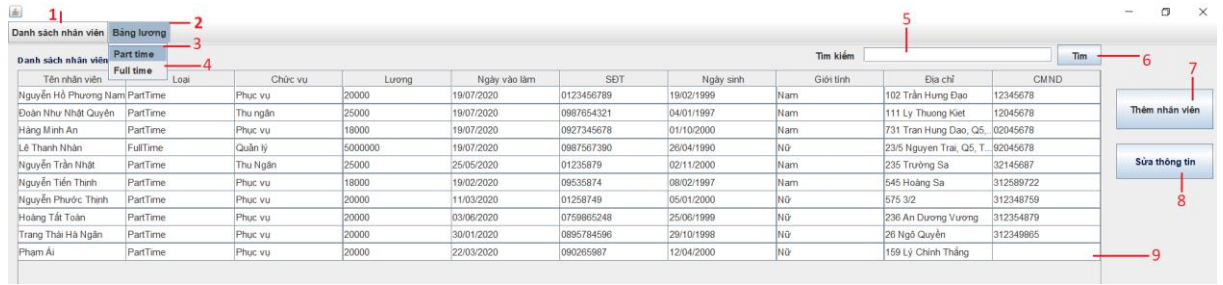 1
2
Danh sách nhân viên Bảng lương
5
3
Part time
Tìm kiếm Tìm
Danh sách nhân viên
4
6
Full time
7
Tên nhân viên Loại Chức vụ Lương Ngày vào làm SĐT Ngày sinh Giới tính Địa chỉ CMND
Nguyễn Hồ Phương Nam PartTime Phục vụ 20000 19/07/2020 0123456789 19/02/1999 Nam 102 Trần Hưng Đạo 12345678
Đoàn Như Nhật Quyên PartTime Thu ngân 25000 19/07/2020 0987654321 04/01/1997 Nam 111 Ly Thuong Kiet 12045678
Thêm nhân viên
Hàng Minh An PartTime Phục vụ 18000 19/07/2020 0927345678 01/10/2000 Nam 731 Tran Hung Dao, Q5,... 02045678
Lê Thanh Nhàn FullTime Quản lý 5000000 19/07/2020 0987567390 26/04/1990 Nữ 23/5 Nguyen Trai, Q5, T... 92045678
Nguyễn Trần Nhật PartTime Thu Ngân 25000 25/05/2020 01235879 02/11/2000 Nam 235 Trường Sa 32145687
Sửa thông tin
Nguyễn Tiến Thịnh PartTime Phục vụ 18000 19/02/2020 09535874 08/02/1997 Nam 545 Hoàng Sa 312589722
Nguyễn Phước Thịnh PartTime Phục vụ 20000 11/03/2020 01258749 05/01/2000 Nữ 575 3/2 312348759
8
Hoàng Tất Toàn PartTime Phục vụ 20000 03/06/2020 0759865248 25/06/1999 Nữ 236 An Dương Vương 312354879
Trang Thái Hà Ngân PartTime Phục vụ 20000 30/01/2020 0895784596 29/10/1998 Nữ 26 Ngô Quyền 312349865
Phạm Ái PartTime Phục vụ 20000 22/03/2020 090265987 12/04/2000 Nữ 159 Lý Chính Thắng
9